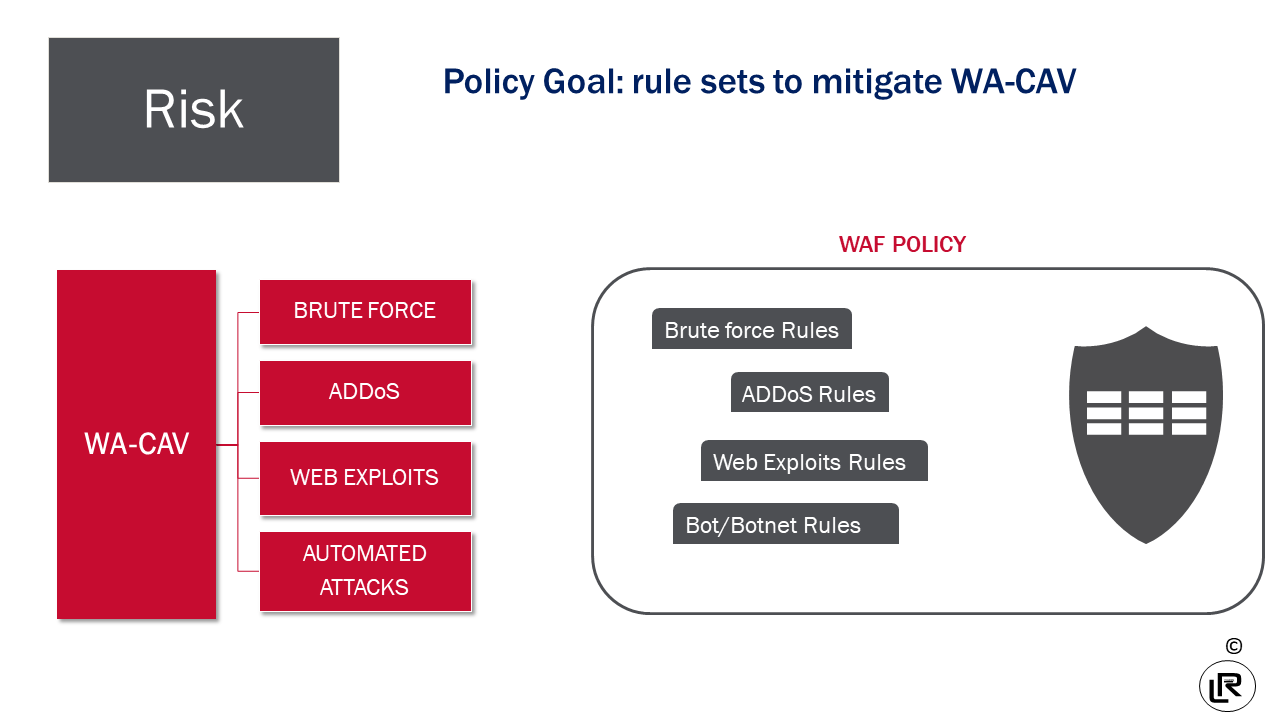 Risk
Policy Goal: rule sets to mitigate WA-CAV
WA-CAV
BRUTE FORCE
ADDoS
WEB EXPLOITS
AUTOMATED
ATTACKS
WAF POLICY
Brute force Rules
ADDoS Rules
Web Exploits Rules
Bot/Botnet Rules
©
LR